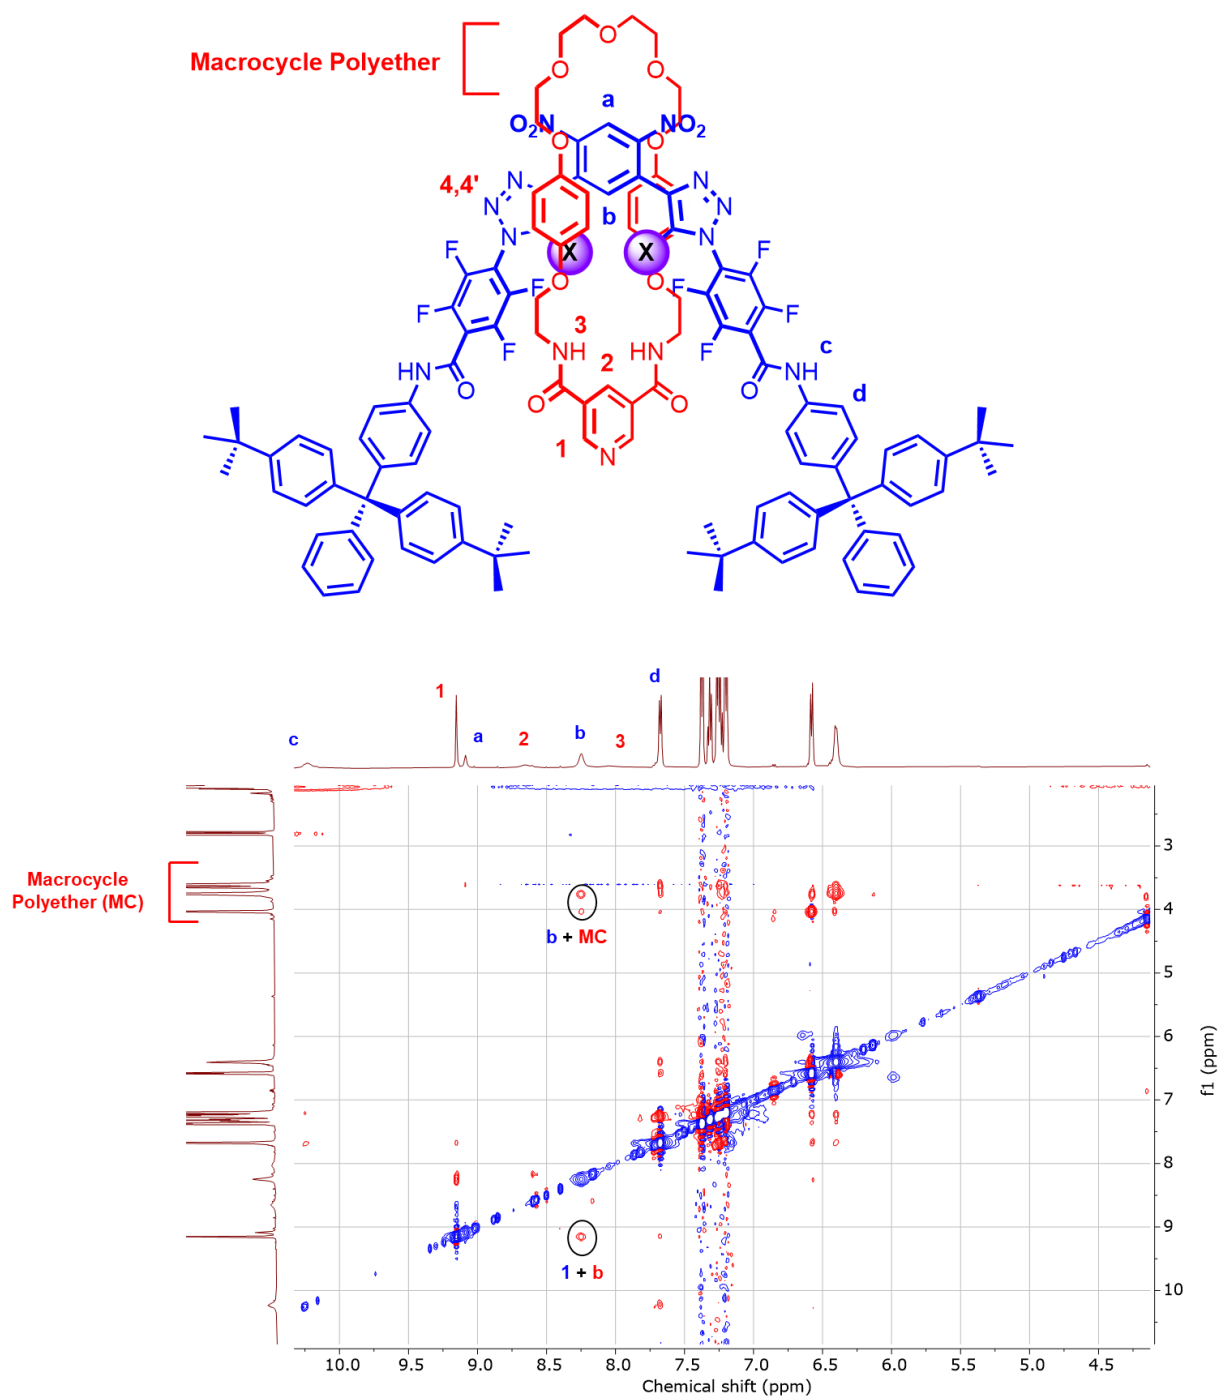 O O O
Macrocycle Polyether
a
O2N NO2
O O
4,4' N N N N N N
b
X X
F F O O F F
F F F F
3
NH HN
2
c
HN O NH
d
O O O
1
N
c 1 a 2 b 3 d
Macrocycle
Polyether (MC)
b + MC
1 + b
3
4
5
6
7
8
9
10
f1 (ppm)
10.0 9.5 9.0 8.5 8.0 7.5 7.0 6.5 6.0 5.5 5.0 4.5
Chemical shift (ppm)